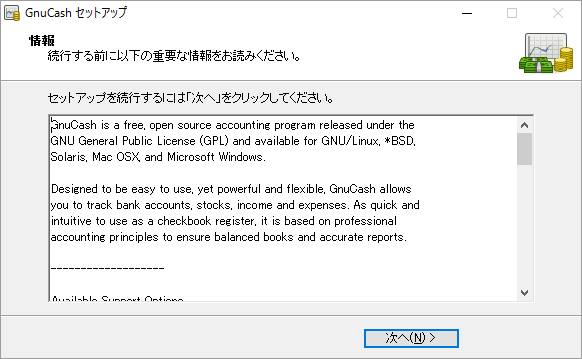 GnuCash セットアップ
情報
続行する前に以下の重要な情報をお読みください。
セットアップを続行するには「次へ」をクリックしてください。
GnuCash is a free, open source accounting program released under the
GNU General Public License (GPL) and available for GNU/Linux, *BSD,
Solaris, Mac OSX, and Microsoft Windows.
Designed to be easy to use, yet powerful and flexible, GnuCash allows
you to track bank accounts, stocks, income and expenses. As quick and
intuitive to use as a checkbook register, it is based on professional
accounting principles to ensure balanced books and accurate reports.
-------------------
Available Support Options
次へ(N) >